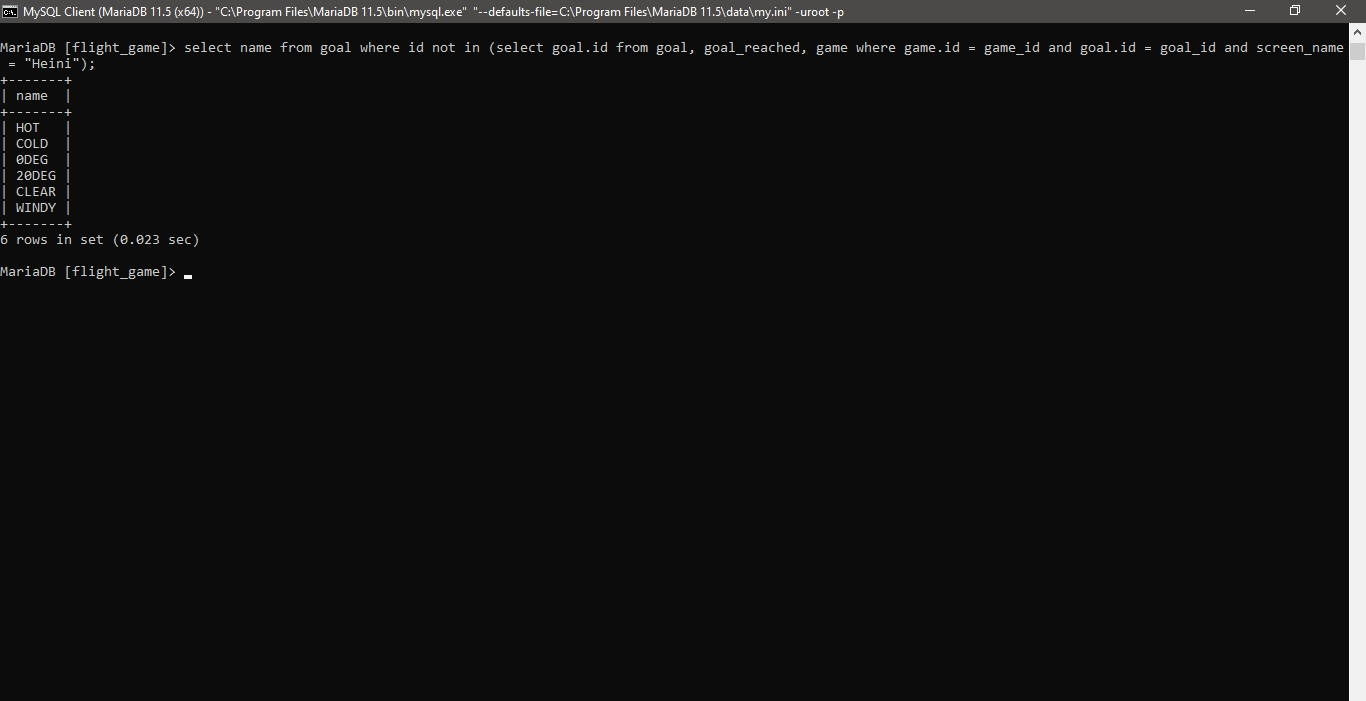 MySQL Client (MariaDB 11.5 (x64)) - "C:\Program Files\MariaDB 11.5\bin\mysql.exe" "--defaults-file=C:\Program Files\MariaDB 11.5\data\my.ini" -uroot -p
MariaDB [flight_game]> select name from goal where id not in (select goal.id from goal, goal_reached, game where game.id = game_id and goal.id = goal_id and screen_name
 = "Heini");
+-------+
| name  |
+-------+
| HOT   |
| COLD  |
| 0DEG  |
| 20DEG |
| CLEAR |
| WINDY |
+-------+
6 rows in set (0.023 sec)
MariaDB [flight_game]>